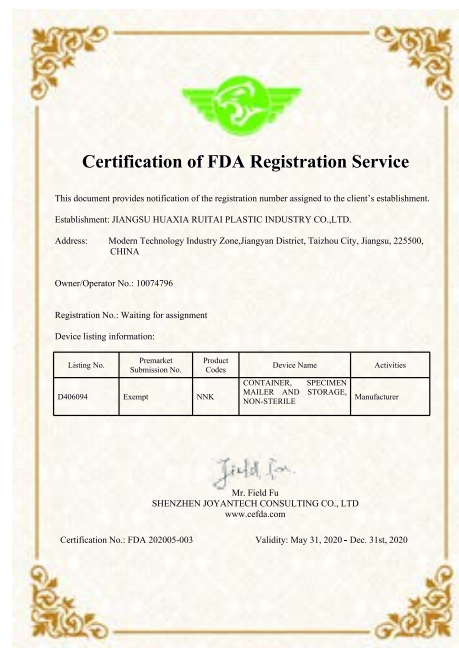 Certification of FDA Registration Service
This document provides notification of the registration number assigned to the client's establishment.
Establishment: JIANGSU HUAXIA RUITAI PLASTIC INDUSTRY CO.,LTD.
Address: Modern Technology Industry Zone,Jiangyan District, Taizhou City, Jiangsu, 225500,
CHINA
Owner/Operator No.: 10074796
Registration No.: Waiting for assignment
Device listing information:
Listing No. Premarket Submission No. Product Codes Device Name Activities
D406094 Exempt NNK CONTAINER, SPECIMEN MAILER AND STORAGE, NON-STERILE Manufacturer
Field Fu.
Mr. Field Fu
SHENZHEN JOYANTECH CONSULTING CO., LTD
www.cefda.com
Certification No.: FDA 202005-003 Validity: May 31, 2020 - Dec. 31st, 2020